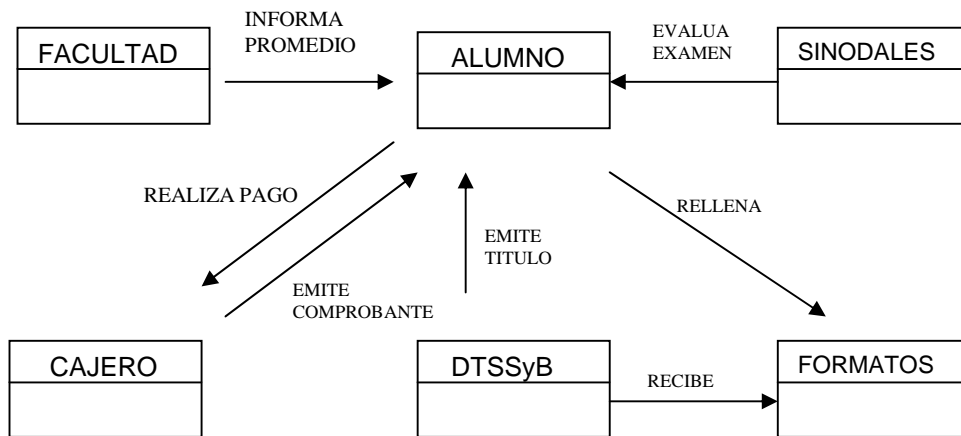 INFORMA
PROMEDIO
FACULTAD
ALUMNO
EVALUA
EXAMEN
SINODALES
REALIZA PAGO
RELLENA
EMITE
TITULO
EMITE
COMPROBANTE
CAJERO
DTSSyB
RECIBE
FORMATOS